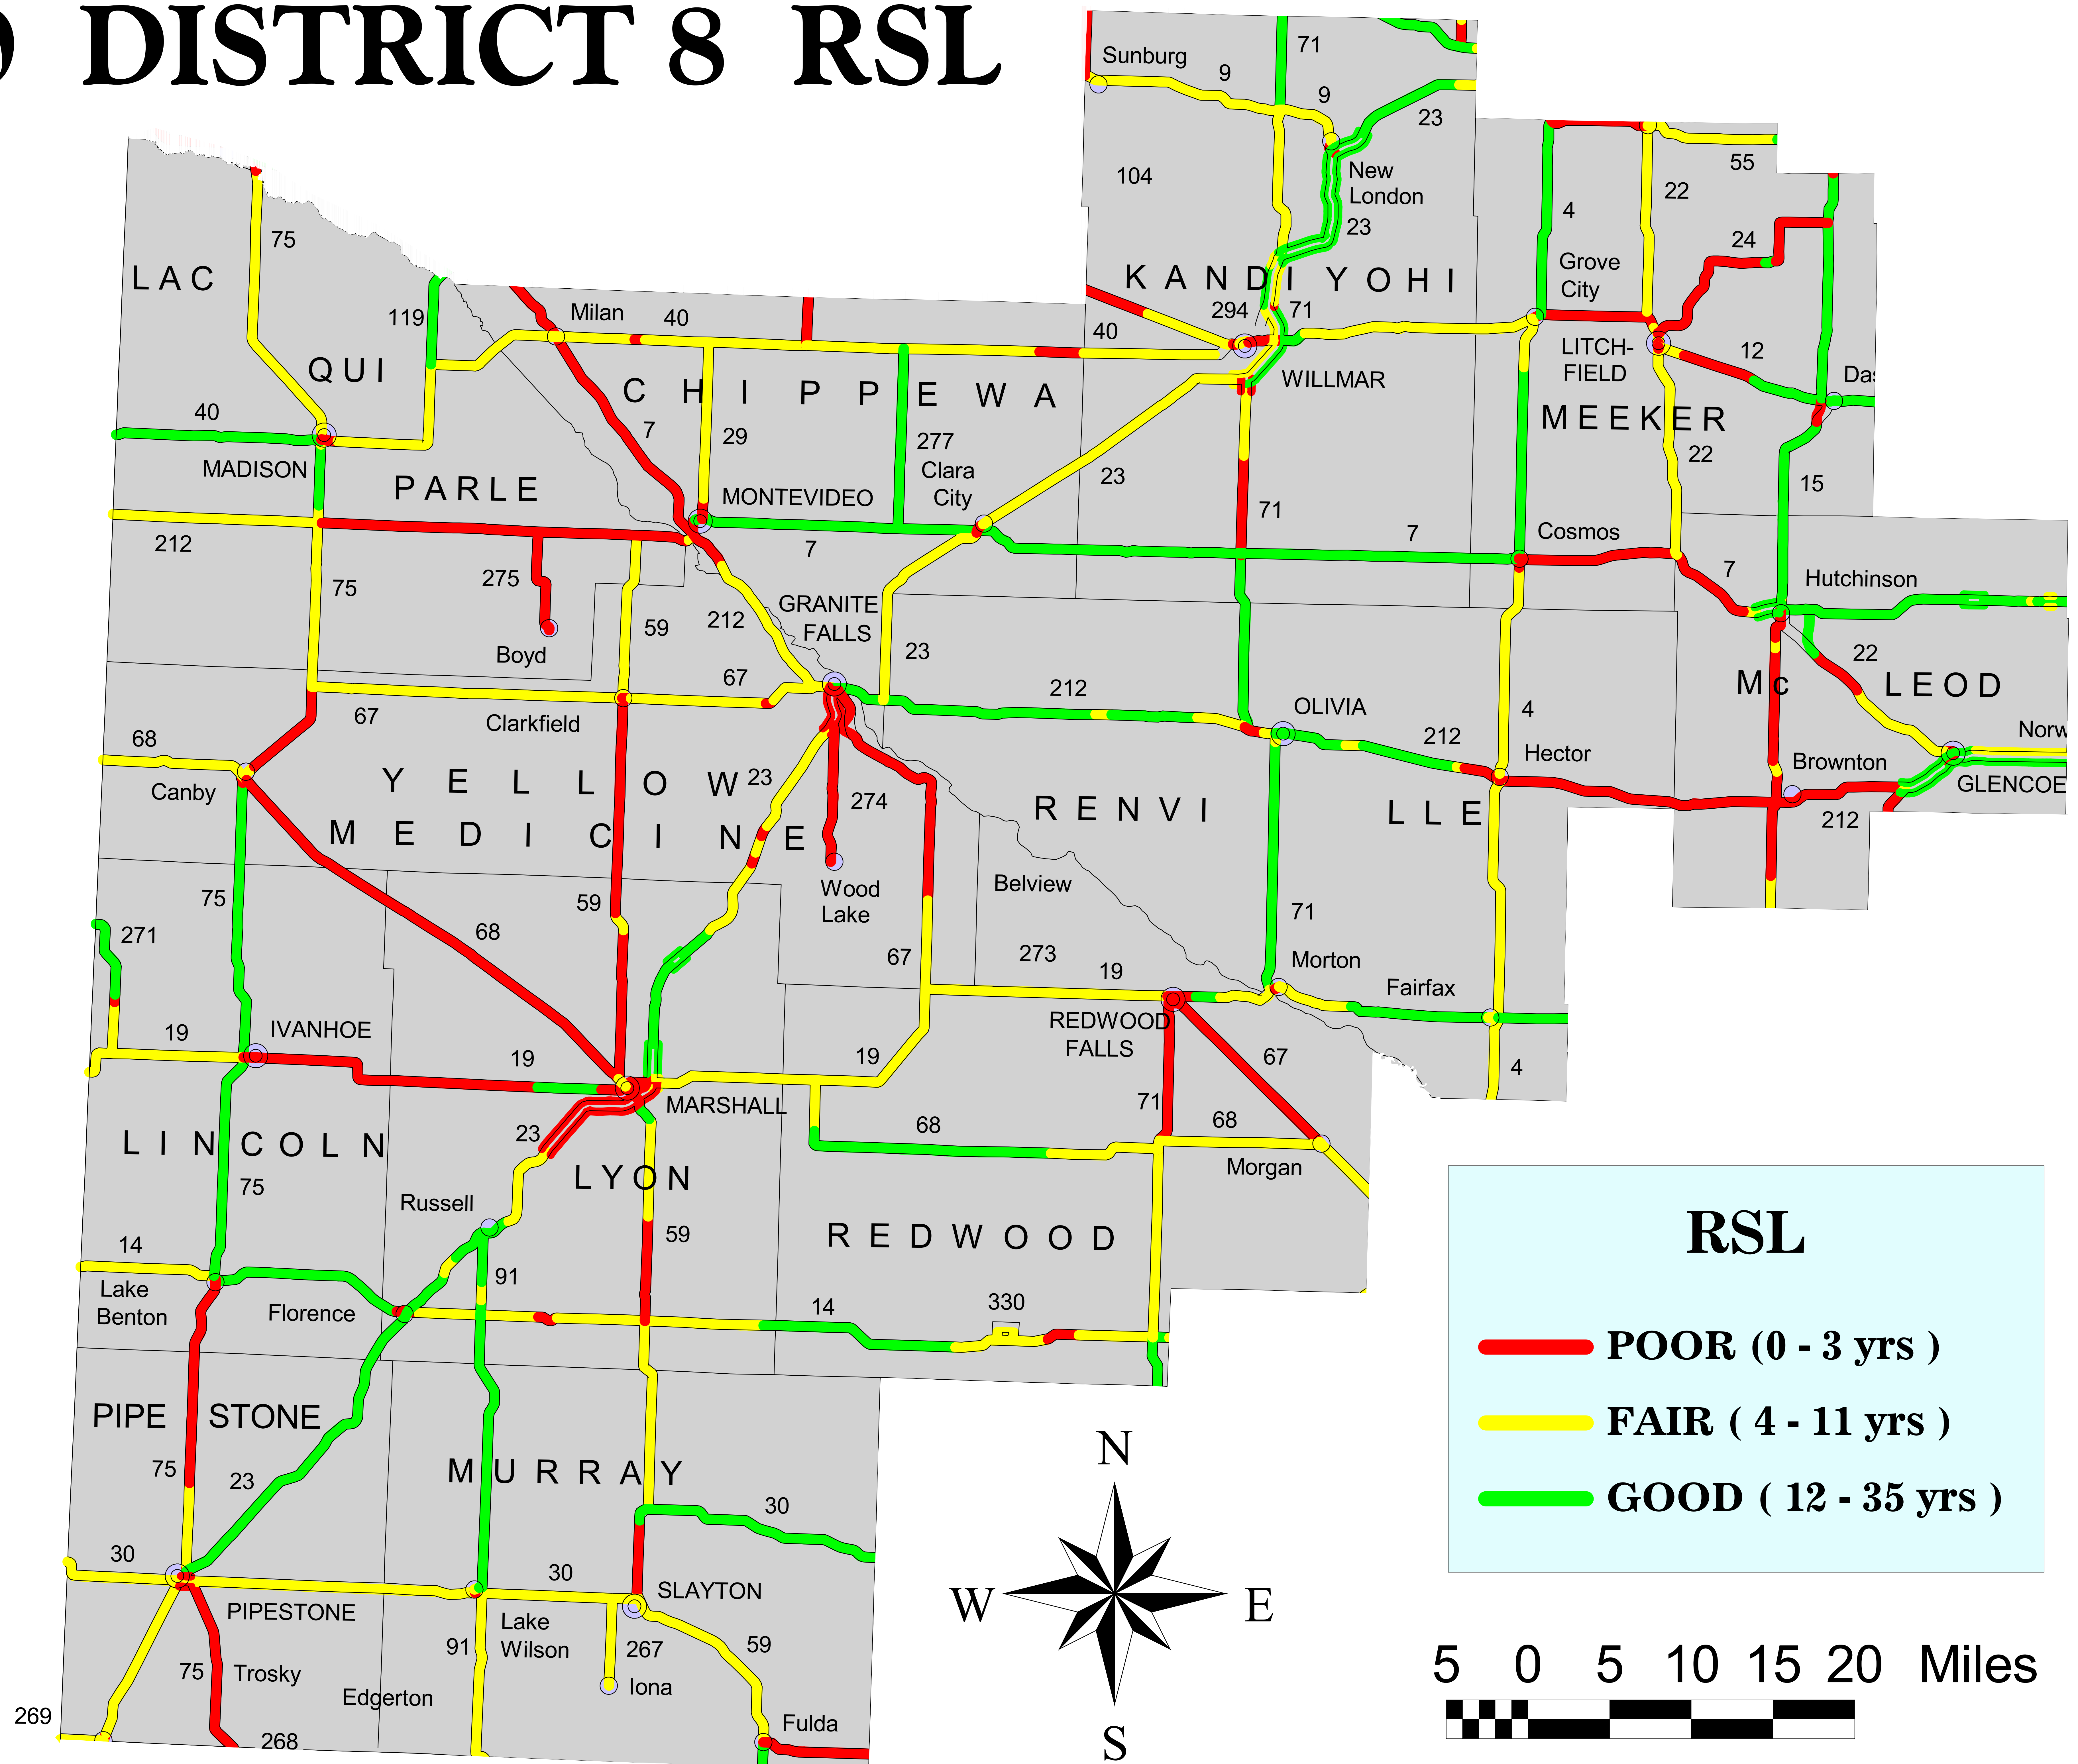 ) DISTRICT 8 RSL
Sunburg
9
71
9
23
104
New
London
23
KANDIYOHI
294
71
40
WILLMAR
55
22
4
24
Grove
City
LITCH-
FIELD
12
MEEKER
22
15
LAC
75
119
QUI
Milan
40
CHIPPEWA
7
29
277
Clara
City
23
71
40
MADISON
PARLE
MONTEVIDEO
7
7
Cosmos
7
Hutchinson
212
75
275
Boyd
59
212
GRANITE
FALLS
23
67
212
OLIVIA
4
22
Mc LEOD
67
Clarkfield
212
Hector
Brownton
GLENCOE
212
68
Canby
YELLOW
23
MEDICINE
274
RENVILLE
75
59
Wood
Lake
Belview
71
271
68
67
273
19
Morton
Fairfax
19
IVANHOE
19
19
REDWOOD
FALLS
67
4
MARSHALL
71
68
68
Morgan
LINCOLN
23
LYON
75
Russell
59
REDWOOD
14
91
Lake
Benton
Florence
14
330
PIPESTONE
75
23
MURRAY
30
30
30
SLAYTON
PIPESTONE
Lake
Wilson
91
267
59
75
Trosky
Edgerton
Iona
269
268
Fulda
RSL
POOR (0 - 3 yrs )
FAIR ( 4 - 11 yrs )
GOOD ( 12 - 35 yrs )
N
W
E
S
5 0 5 10 15 20 Miles